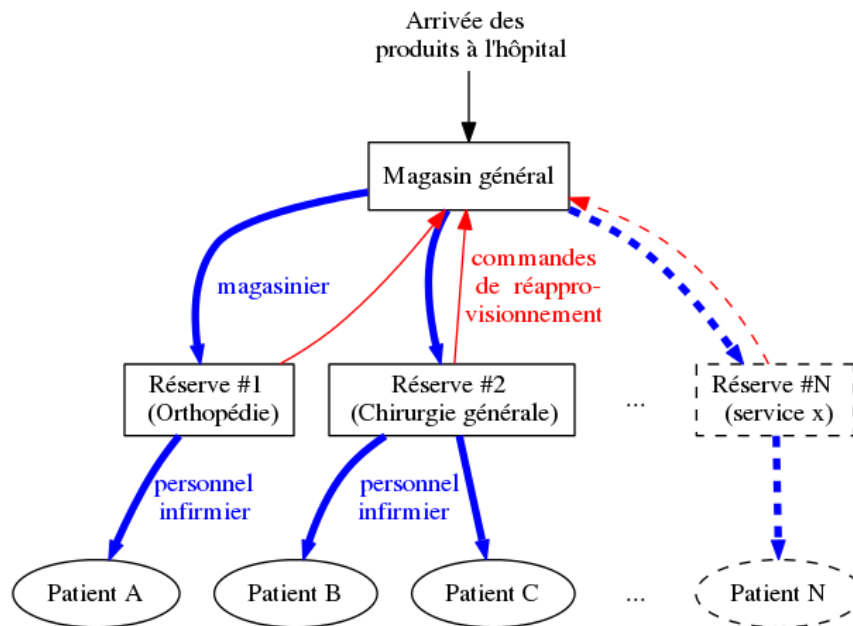 Arrivée des
produits à l'hôpital
Magasin général
magasinier
commandes
de réappro-
visionnement
Réserve #1
(Orthopédie)
Réserve #2
(Chirurgie générale)
...
Réserve #N
(service x)
personnel
infirmier
personnel
infirmier
Patient A
Patient B
Patient C
...
Patient N